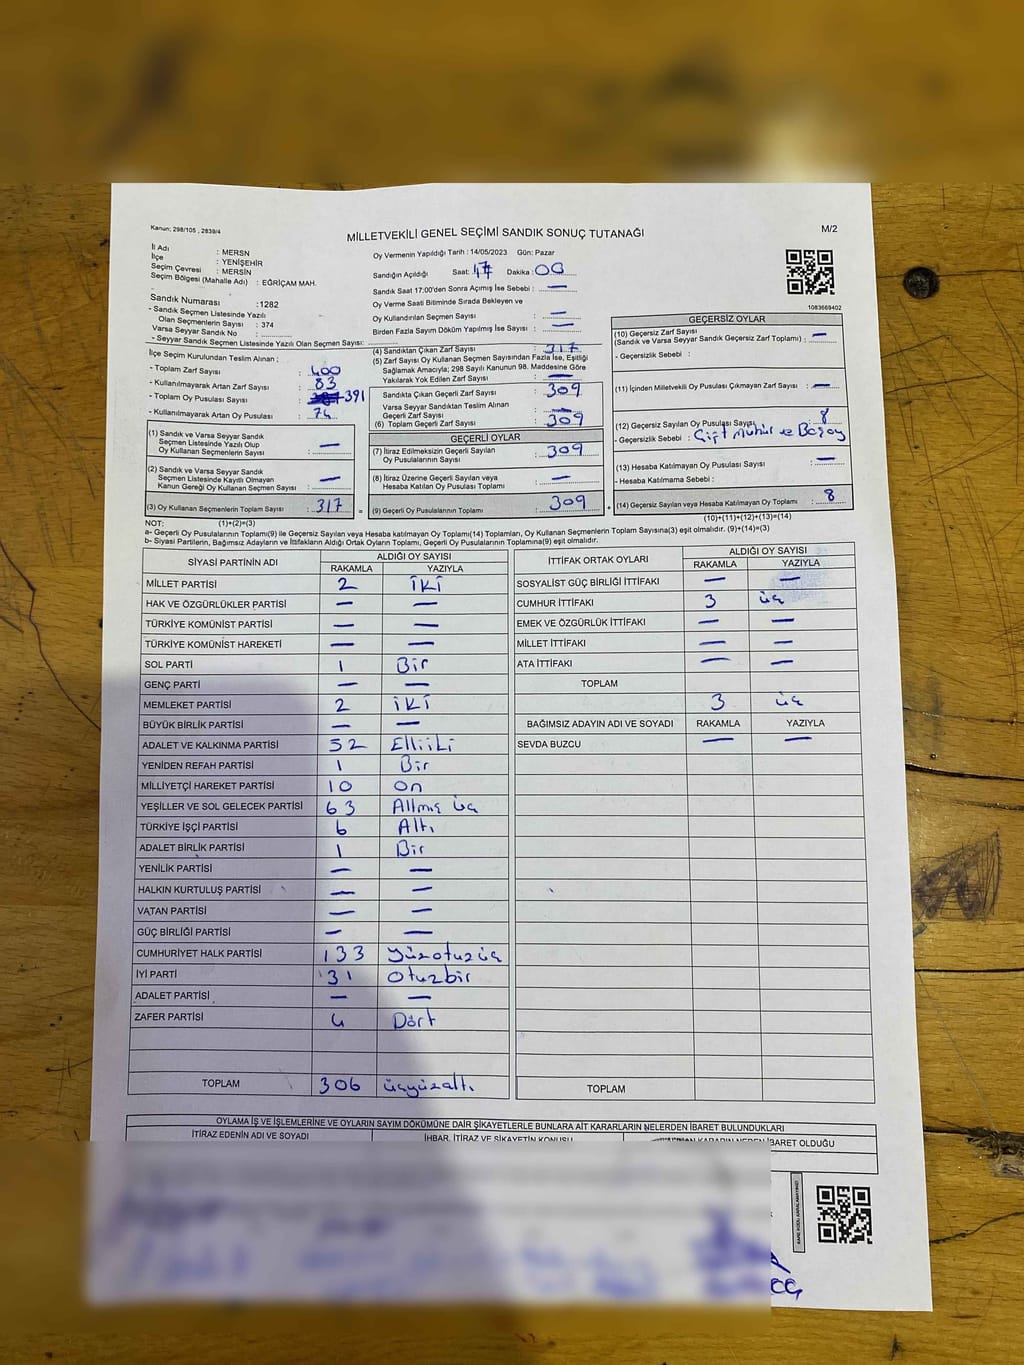 Kanun; 298/105 , 2839/4
MİLLETVEKİLİ GENEL SEÇİMİ SANDIK SONUÇ TUTANAĞI
M/2
İl Adı : MERSN
İlçe : YENİŞEHİR
Seçim Çevresi : MERSİN
Seçim Bölgesi (Mahalle Adı) : EĞRİÇAM MAH.
Sandık Numarası :1282
- Sandık Seçmen Listesinde Yazılı
Olan Seçmenlerin Sayısı : 374
Varsa Seyyar Sandık No :
- Seyyar Sandık Seçmen Listesinde Yazılı Olan Seçmen Sayısı:
İlçe Seçim Kurulundan Teslim Alınan ;
- Toplam Zarf Sayısı : 400
- Kullanılmayarak Artan Zarf Sayısı : 83
- Toplam Oy Pusulası Sayısı : 391
- Kullanılmayarak Artan Oy Pusulası : 74
(1) Sandık ve Varsa Seyyar Sandık
Seçmen Listesinde Yazılı Olup
Oy Kullanan Seçmenlerin Sayısı : —
(2) Sandık ve Varsa Seyyar Sandık
Seçmen Listesinde Kayıtlı Olmayan
Kanun Gereği Oy Kullanan Seçmen Sayısı : —
(3) Oy Kullanan Seçmenlerin Toplam Sayısı : 317 =
Oy Vermenin Yapıldığı Tarih : 14/05/2023 Gün: Pazar
Sandığın Açıldığı Saat: 17 Dakika : 00
Sandık Saat 17:00'den Sonra Açımış İse Sebebi : —
Oy Verme Saati Bitiminde Sırada Bekleyen ve
Oy Kullandırılan Seçmen Sayısı : —
Birden Fazla Sayım Döküm Yapılmış İse Sayısı : —
(4) Sandıktan Çıkan Zarf Sayısı : 317
(5) Zarf Sayısı Oy Kullanan Seçmen Sayısından Fazla İse, Eşitliği
Sağlamak Amacıyla; 298 Sayılı Kanunun 98. Maddesine Göre
Yakılarak Yok Edilen Zarf Sayısı : —
Sandıkta Çıkan Geçerli Zarf Sayısı : 309
Varsa Seyyar Sandıktan Teslim Alınan
Geçerli Zarf Sayısı : —
(6) Toplam Geçerli Zarf Sayısı : 309
GEÇERLİ OYLAR
(7) İtiraz Edilmeksizin Geçerli Sayılan
Oy Pusulalarının Sayısı : 309
(8) İtiraz Üzerine Geçerli Sayılan veya
Hesaba Katılan Oy Pusulası Toplamı : —
(9) Geçerli Oy Pusulalarının Toplamı : 309 +
1083669402
GEÇERSİZ OYLAR
(10) Geçersiz Zarf Sayısı
(Sandık ve Varsa Seyyar Sandık Geçersiz Zarf Toplamı) : —
- Geçersizlik Sebebi :
(11) İçinden Milletvekili Oy Pusulası Çıkmayan Zarf Sayısı : —
(12) Geçersiz Sayılan Oy Pusulası Sayısı : 8
- Geçersizlik Sebebi : Çift mühür ve Bozoy
(13) Hesaba Katılmayan Oy Pusulası Sayısı : —
- Hesaba Katılmama Sebebi :
(14) Geçersiz Sayılan veya Hesaba Katılmayan Oy Toplamı : 8
(10)+(11)+(12)+(13)=(14)
NOT: (1)+(2)=(3)
a- Geçerli Oy Pusulalarının Toplamı(9) ile Geçersiz Sayılan veya Hesaba Katılmayan Oy Toplamı(14) Toplamları, Oy Kullanan Seçmenlerin Toplam Sayısına(3) eşit olmalıdır. (9)+(14)=(3)
b- Siyasi Partilerin, Bağımsız Adayların ve İttifakların Aldığı Ortak Oyların Toplamı, Geçerli Oy Pusulalarının Toplamına(9) eşit olmalıdır.
SİYASİ PARTİNİN ADI ALDIĞI OY SAYISI
RAKAMLA YAZIYLA
MİLLET PARTİSİ 2 İKİ
HAK VE ÖZGÜRLÜKLER PARTİSİ — —
TÜRKİYE KOMÜNİST PARTİSİ — —
TÜRKİYE KOMÜNİST HAREKETİ — —
SOL PARTİ 1 Bir
GENÇ PARTİ — —
MEMLEKET PARTİSİ 2 İKİ
BÜYÜK BİRLİK PARTİSİ — —
ADALET VE KALKINMA PARTİSİ 52 Elliiki
YENİDEN REFAH PARTİSİ 1 Bir
MİLLİYETÇİ HAREKET PARTİSİ 10 On
YEŞİLLER VE SOL GELECEK PARTİSİ 63 Altmış üç
TÜRKİYE İŞÇİ PARTİSİ 6 Altı
ADALET BİRLİK PARTİSİ 1 Bir
YENİLİK PARTİSİ — —
HALKIN KURTULUŞ PARTİSİ — —
VATAN PARTİSİ — —
GÜÇ BİRLİĞİ PARTİSİ — —
CUMHURİYET HALK PARTİSİ 133 yüzotuzüç
İYİ PARTİ 31 otuzbir
ADALET PARTİSİ — —
ZAFER PARTİSİ 4 Dört
TOPLAM 306 üçyüzaltı
İTTİFAK ORTAK OYLARI ALDIĞI OY SAYISI
RAKAMLA YAZIYLA
SOSYALİST GÜÇ BİRLİĞİ İTTİFAKI — —
CUMHUR İTTİFAKI 3 üç
EMEK VE ÖZGÜRLÜK İTTİFAKI — —
MİLLET İTTİFAKI — —
ATA İTTİFAKI — —
TOPLAM 3 üç
BAĞIMSIZ ADAYIN ADI VE SOYADI RAKAMLA YAZIYLA
SEVDA BUZCU — —
TOPLAM
OYLAMA İŞ VE İŞLEMLERİNE VE OYLARIN SAYIM DÖKÜMÜNE DAİR ŞİKAYETLERLE BUNLARA AİT KARARLARIN NELERDEN İBARET BULUNDUKLARI
İTİRAZ EDENİN ADI VE SOYADI İHBAR, İTİRAZ VE ŞİKAYETİN KONUSU KARARIN NEDEN İBARET OLDUĞU